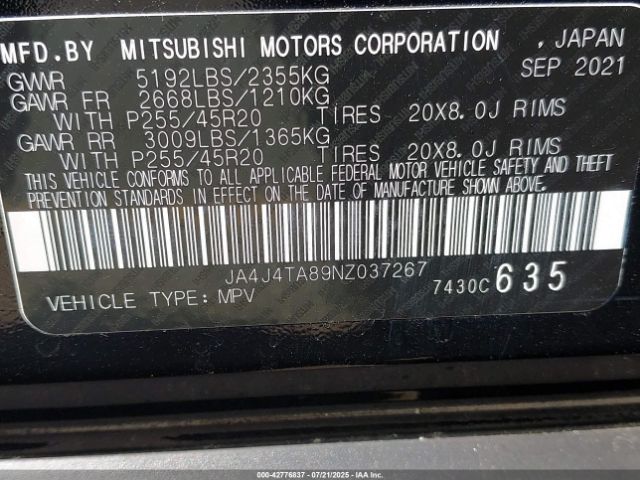 MFD.BY MITSUBISHI MOTORS CORPORATION , JAPAN
GVWR 5192LBS/2355KG SEP 2021
GAWR FR 2668LBS/1210KG
WITH P255/45R20 TIRES 20X8.0J RIMS
GAWR RR 3009LBS/1365KG
WITH P255/45R20 TIRES 20X8.0J RIMS
THIS VEHICLE CONFORMS TO ALL APPLICABLE FEDERAL MOTOR VEHICLE SAFETY AND THEFT
PREVENTION STANDARDS IN EFFECT ON THE DATE OF MANUFACTURE SHOWN ABOVE.
JA4J4TA89NZ037267
VEHICLE TYPE: MPV 7430C 635
000-42776837 07/21/2025 - IAAI.COM